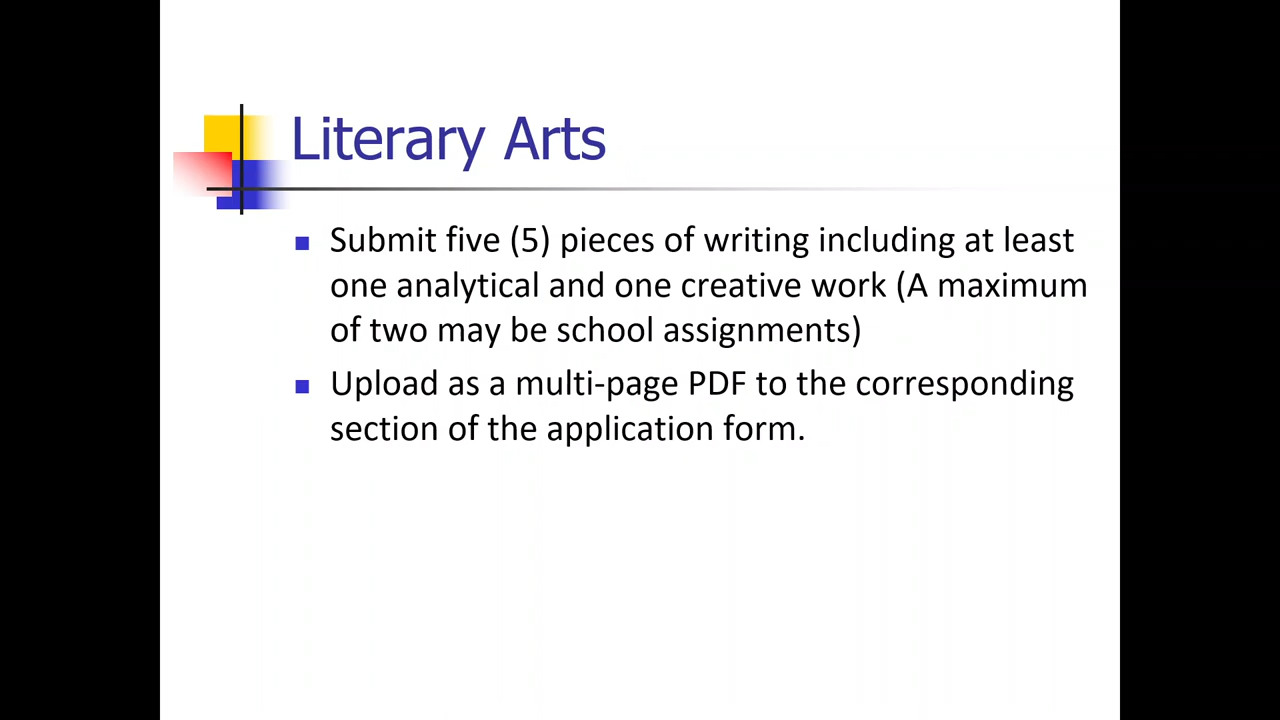 Literary Arts
Submit five (5) pieces of writing including at least
one analytical and one creative work (A maximum
of two may be school assignments)
Upload as a multi-page PDF to the corresponding
section of the application form.